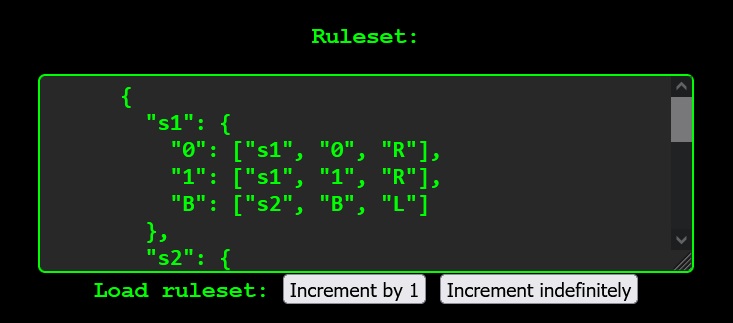 Ruleset:
{
"s1": {
"0": ["s1", "0", "R"],
"1": ["s1", "1", "R"],
"B": ["s2", "B", "L"]
},
"s2": {
Load ruleset: Increment by 1 Increment indefinitely